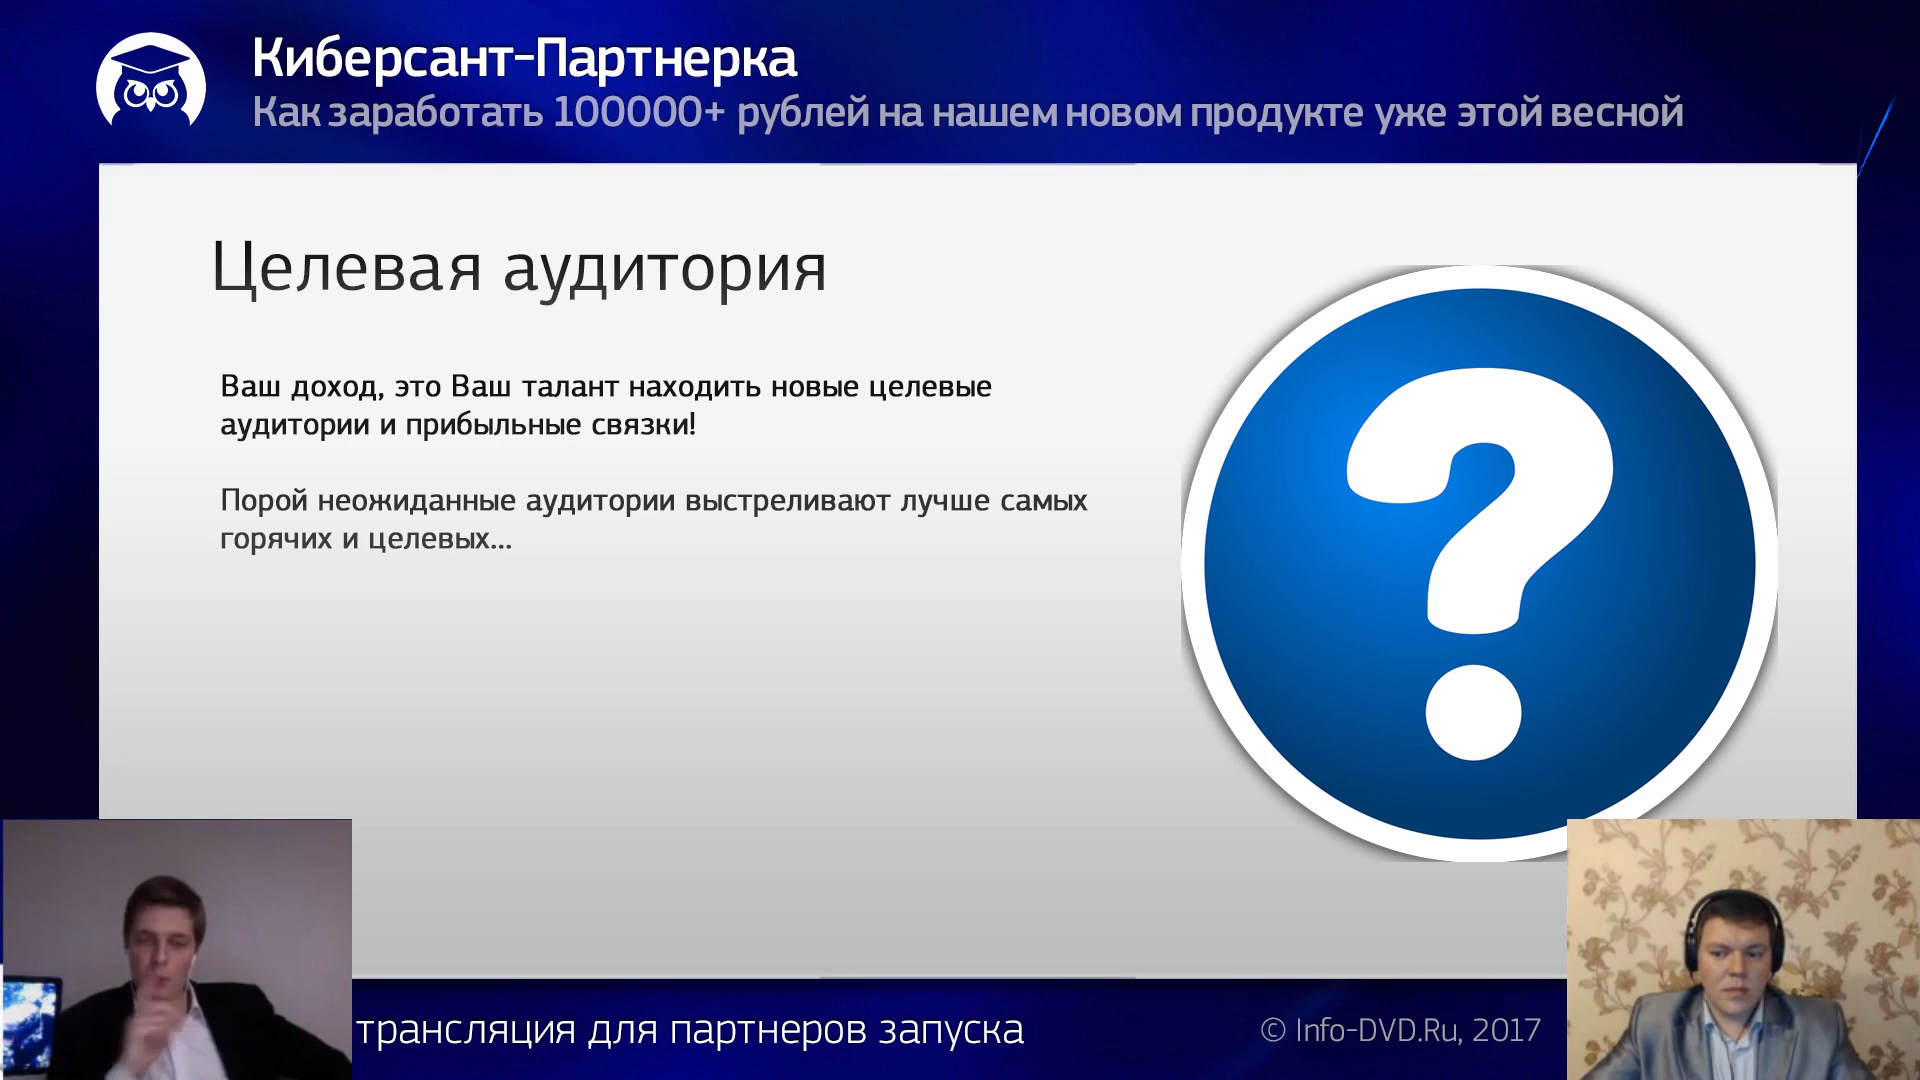 Киберсант-Партнерка
Как заработать 100000+ рублей на нашем новом продукте уже этой весной
Целевая аудитория
Ваш доход, это Ваш талант находить новые целевые
аудитории и прибыльные связки!
Порой неожиданные аудитории выстреливают лучше самых
горячих и целевых...
трансляция для партнеров запуска
© Info-DVD.Ru, 2017